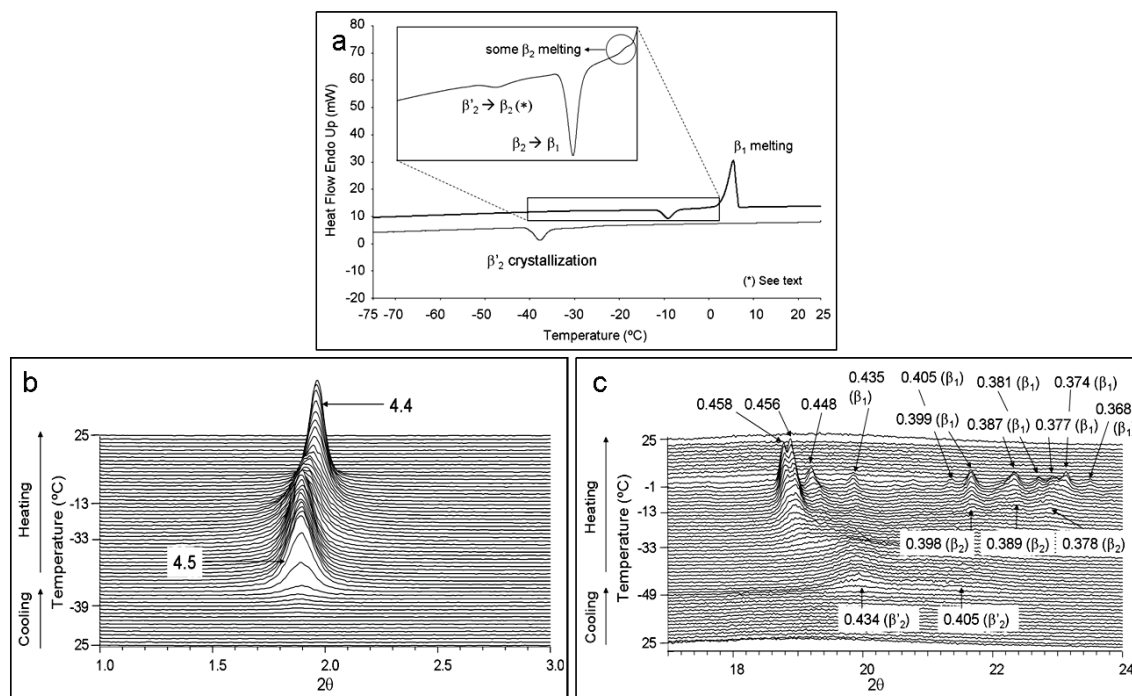 a
80
70
60
50
40
30
20
10
0
-10
-20
Heat Flow Endo Up (mW)
some β2 melting
β'2 → β2 (*)
β2 → β1
β1 melting
β'2 crystallization
(*) See text
-75 -70 -60 -50 -40 -30 -20 -10 0 10 20 25
Temperature (ºC)
b
4.4
4.5
25
-13
-33
-39
25
Temperature (ºC)
Heating
Cooling
1.0 1.5 2.0 2.5 3.0
2θ
c
0.458
0.456
0.448
0.435
(β1)
0.405 (β1)
0.399 (β1)
0.381 (β1)
0.387 (β1)
0.374 (β1)
0.377 (β1)
0.368
(β1)
0.398 (β2)
0.389 (β2)
0.378 (β2)
0.434 (β'2)
0.405 (β'2)
25
-1
-13
-33
-49
25
Temperature (ºC)
Heating
Cooling
18 20 22 24
2θ